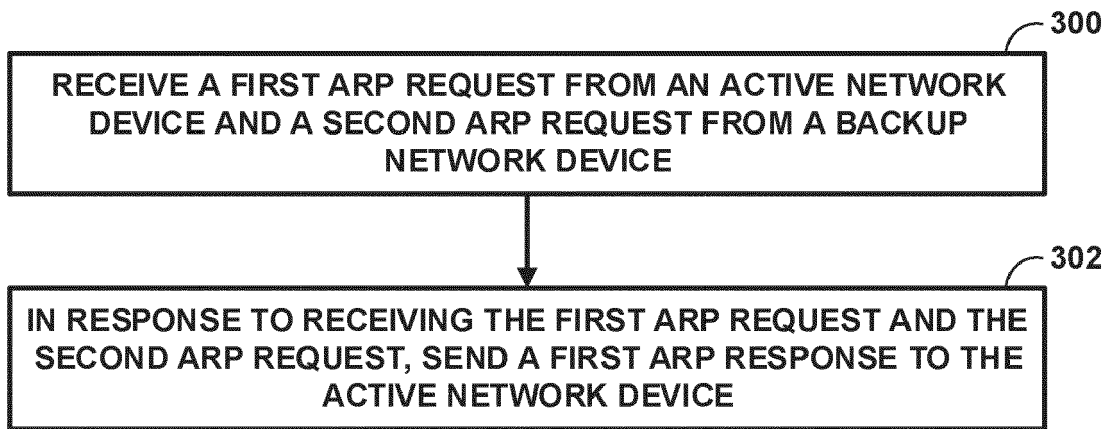 300
RECEIVE A FIRST ARP REQUEST FROM AN ACTIVE NETWORK
DEVICE AND A SECOND ARP REQUEST FROM A BACKUP
NETWORK DEVICE
302
IN RESPONSE TO RECEIVING THE FIRST ARP REQUEST AND THE
SECOND ARP REQUEST, SEND A FIRST ARP RESPONSE TO THE
ACTIVE NETWORK DEVICE